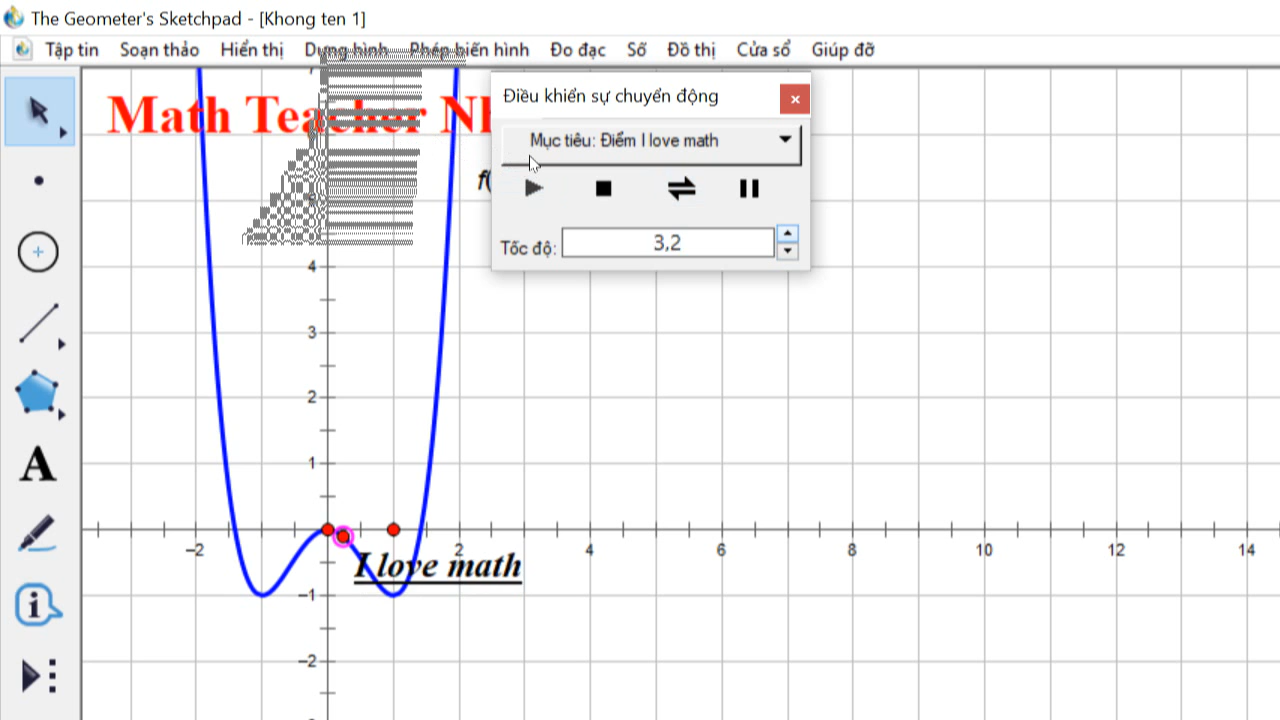 The Geometer's Sketchpad - [Khong ten 1]
Tập tin Soạn thảo Hiển thị Dựng hình Phép biến hình Đo đạc Số Đồ thị Cửa sổ Giúp đỡ
Math Teacher
Điều khiển sự chuyển động
x
Mục tiêu: Điểm I love math
f(
Tốc độ: 3,2
4
3
2
1
-2 2 4 6 8 10 12 14
I love math
-1
-2
A
i